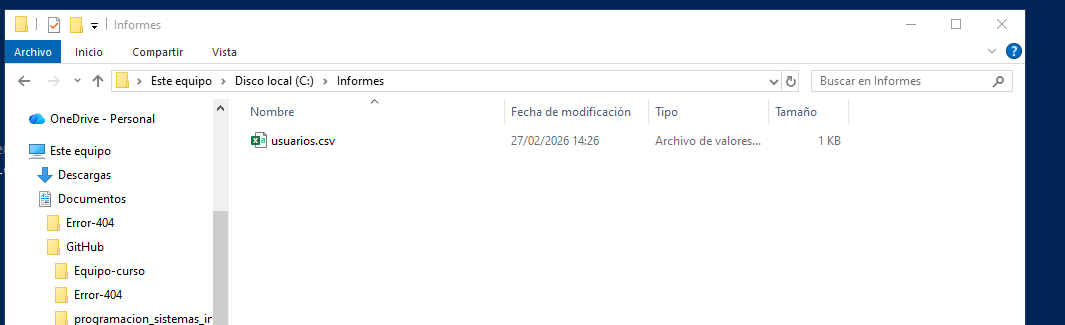 Informes
Archivo Inicio Compartir Vista
Este equipo Disco local (C:) Informes Buscar en Informes
Nombre Fecha de modificación Tipo Tamaño
OneDrive - Personal
usuarios.csv 27/02/2026 14:26 Archivo de valores... 1 KB
Este equipo
Descargas
Documentos
Error-404
GitHub
Equipo-curso
Error-404
programacion_sistemas_in